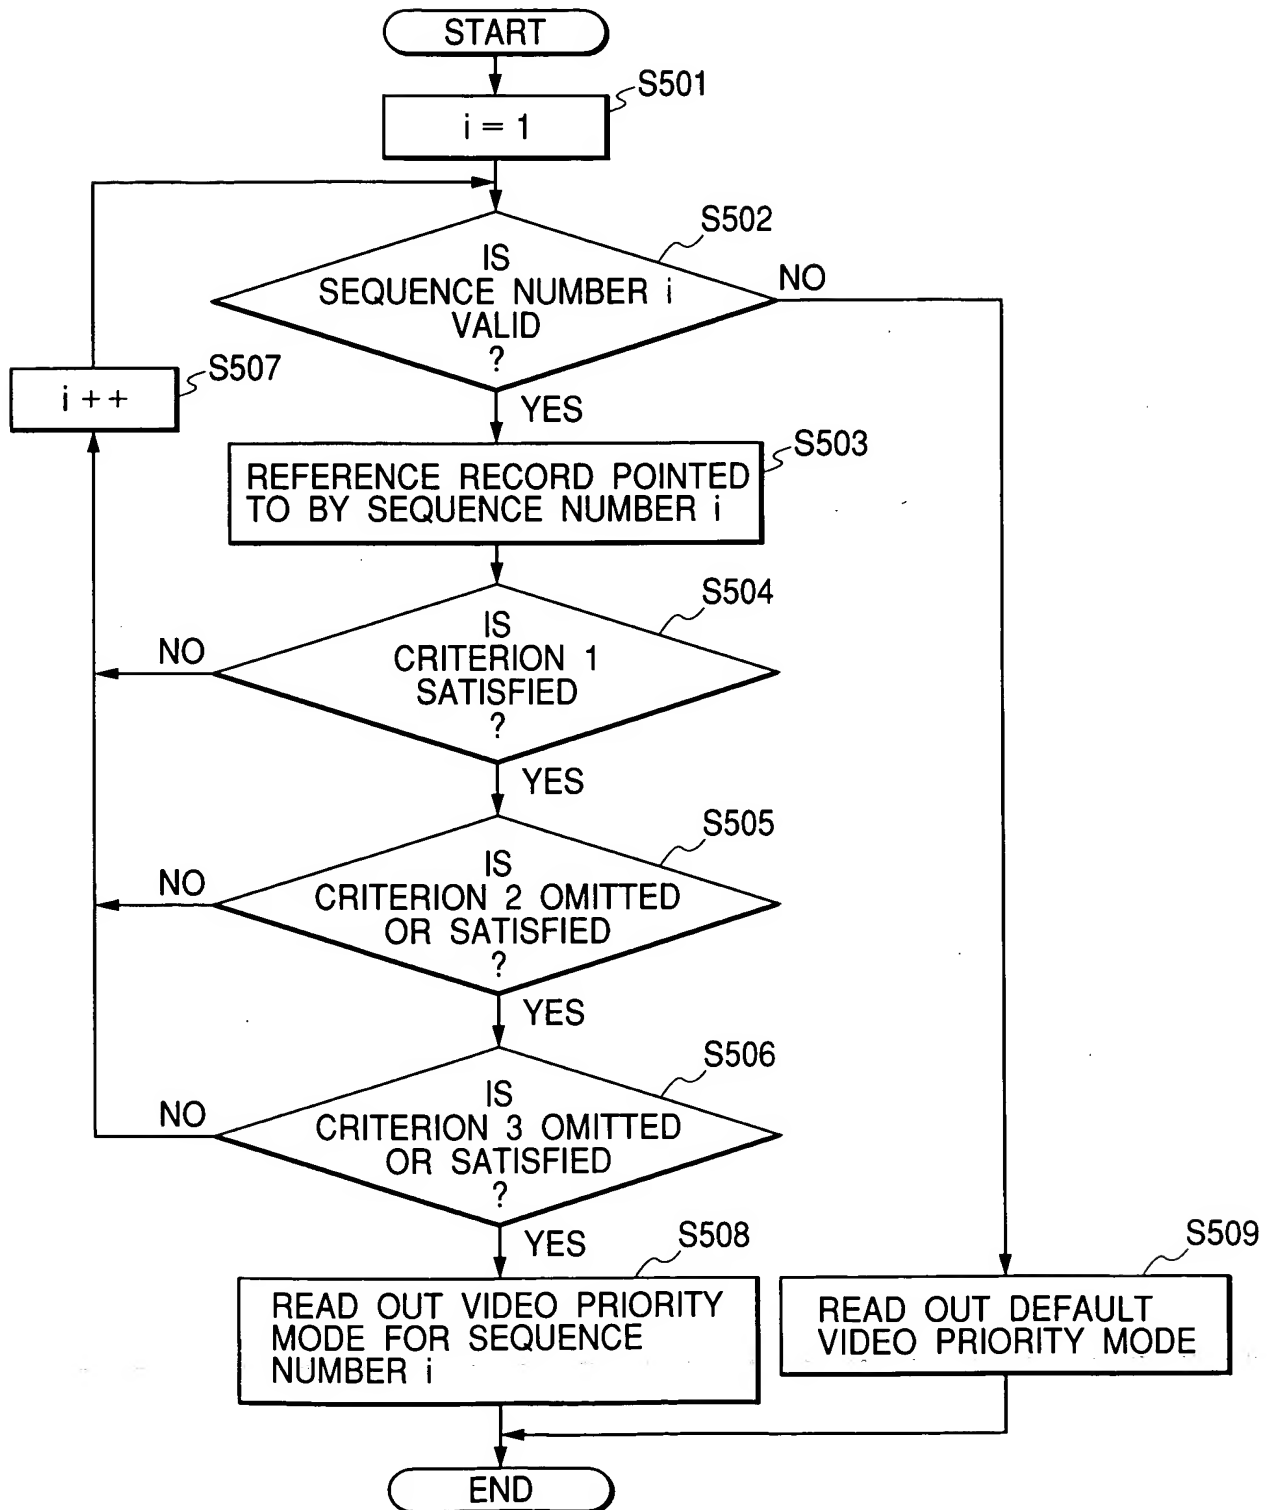 START
S501
i = 1
S502
IS
SEQUENCE NUMBER i
VALID
?
NO
S507
i + +
YES
S503
REFERENCE RECORD POINTED
TO BY SEQUENCE NUMBER i
S504
IS
CRITERION 1
SATISFIED
?
NO
YES
S505
IS
CRITERION 2 OMITTED
OR SATISFIED
?
NO
YES
S506
IS
CRITERION 3 OMITTED
OR SATISFIED
?
NO
YES
S508
READ OUT VIDEO PRIORITY
MODE FOR SEQUENCE
NUMBER i
S509
READ OUT DEFAULT
VIDEO PRIORITY MODE
END